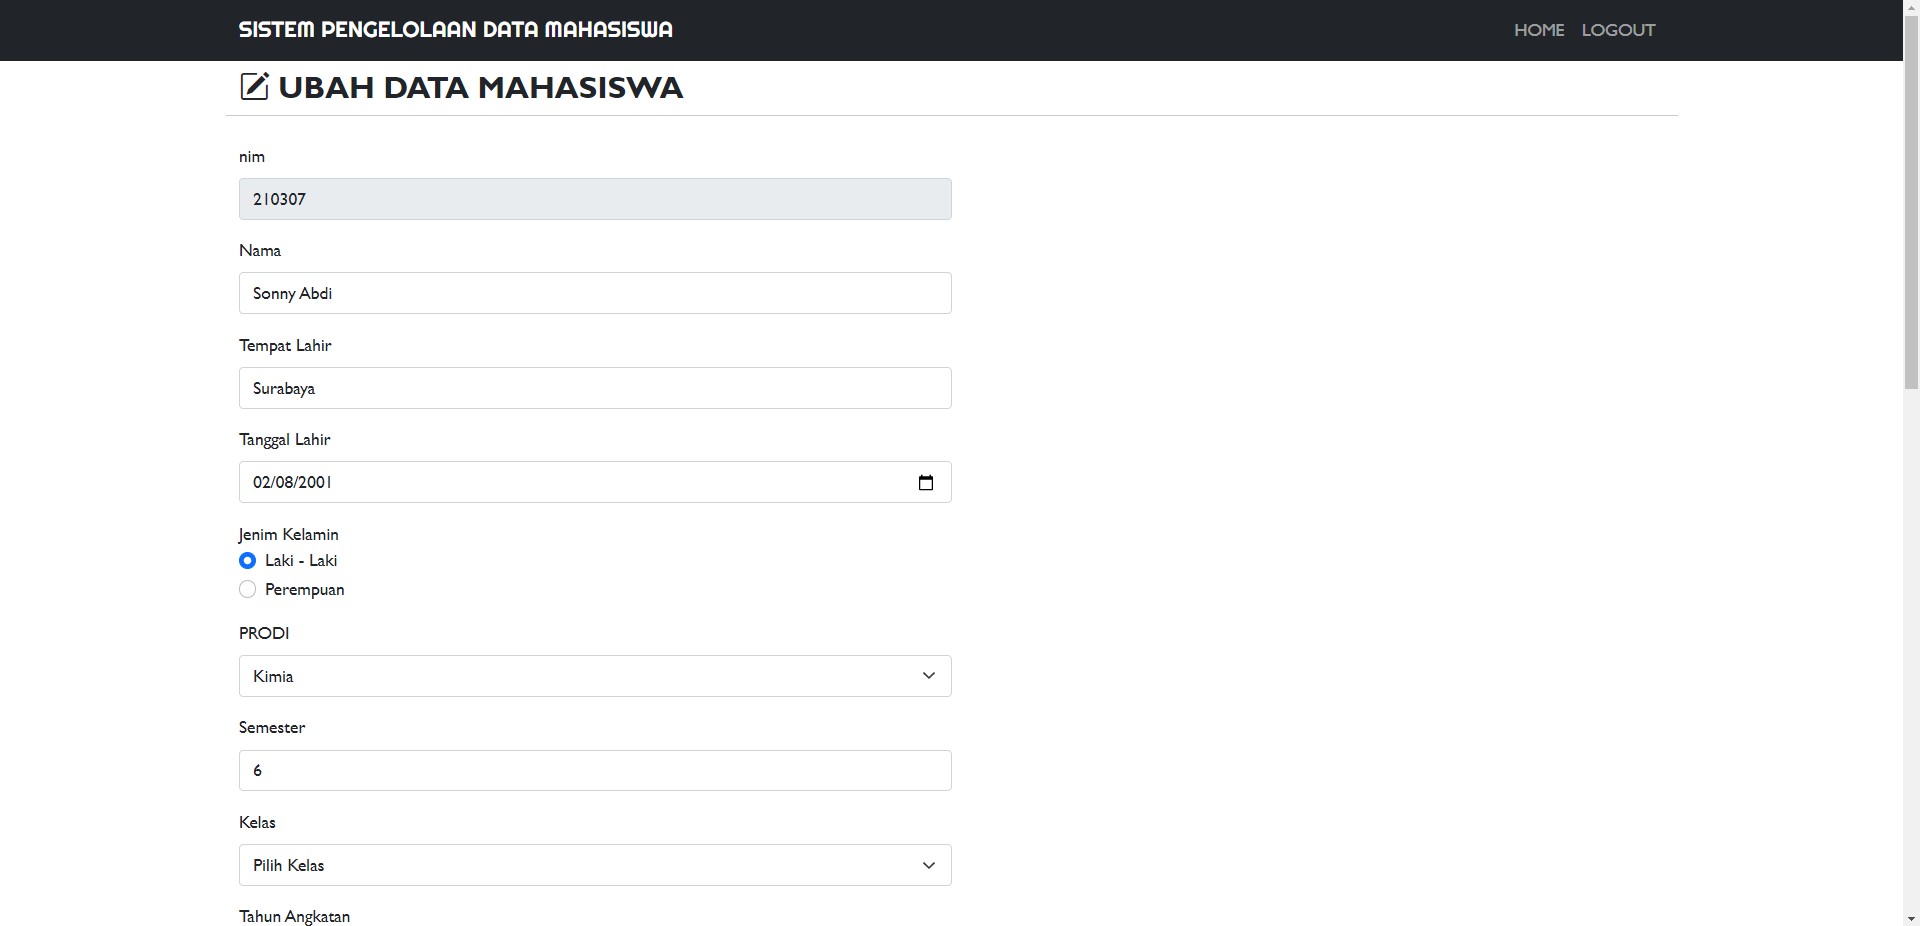 SISTEM PENGELOLAAN DATA MAHASISWA
HOME LOGOUT
UBAH DATA MAHASISWA
nim
210307
Nama
Sonny Abdi
Tempat Lahir
Surabaya
Tanggal Lahir
02/08/2001
Jenim Kelamin
Laki - Laki
Perempuan
PRODI
Kimia
Semester
6
Kelas
Pilih Kelas
Tahun Angkatan